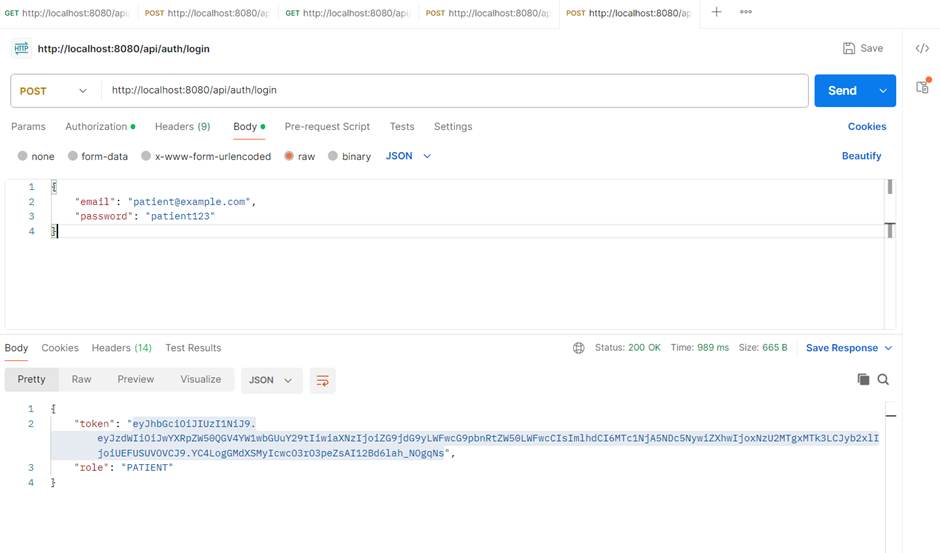 GET http://localhost:8080/api/
POST http://localhost:8080/ap
GET http://localhost:8080/api/
POST http://localhost:8080/ap
POST http://localhost:8080/ap
HTTP http://localhost:8080/api/auth/login
Save
POST http://localhost:8080/api/auth/login
Send
Params Authorization Headers (9) Body Pre-request Script Tests Settings Cookies
none form-data x-www-form-urlencoded raw binary JSON Beautify
1 {
2 "email": "patient@example.com",
3 "password": "patient123"
4 }
Body Cookies Headers (14) Test Results Status: 200 OK Time: 989 ms Size: 665 B Save Response
Pretty Raw Preview Visualize JSON
1 {
2 "token": "eyJhbGciOiJIUzI1NiJ9.
eyJzdWIiOiJwYXRpZW50QGV4YW1wbGUuY29tIiwiaXNzIjoiZG9jdG9yLWFwcG9pbnRtZW50LWFwcCIsImlhdCI6MTc1NjA5NDc5NywiZXhwIjoxNzU2MTgxMTk3LCJyb2xlI
joiUEFUSUVOVCJ9.YC4LogGMdXSMyIcwcO3rO3peZsAI12Bd6lah_NOgqNs",
3 "role": "PATIENT"
4 }